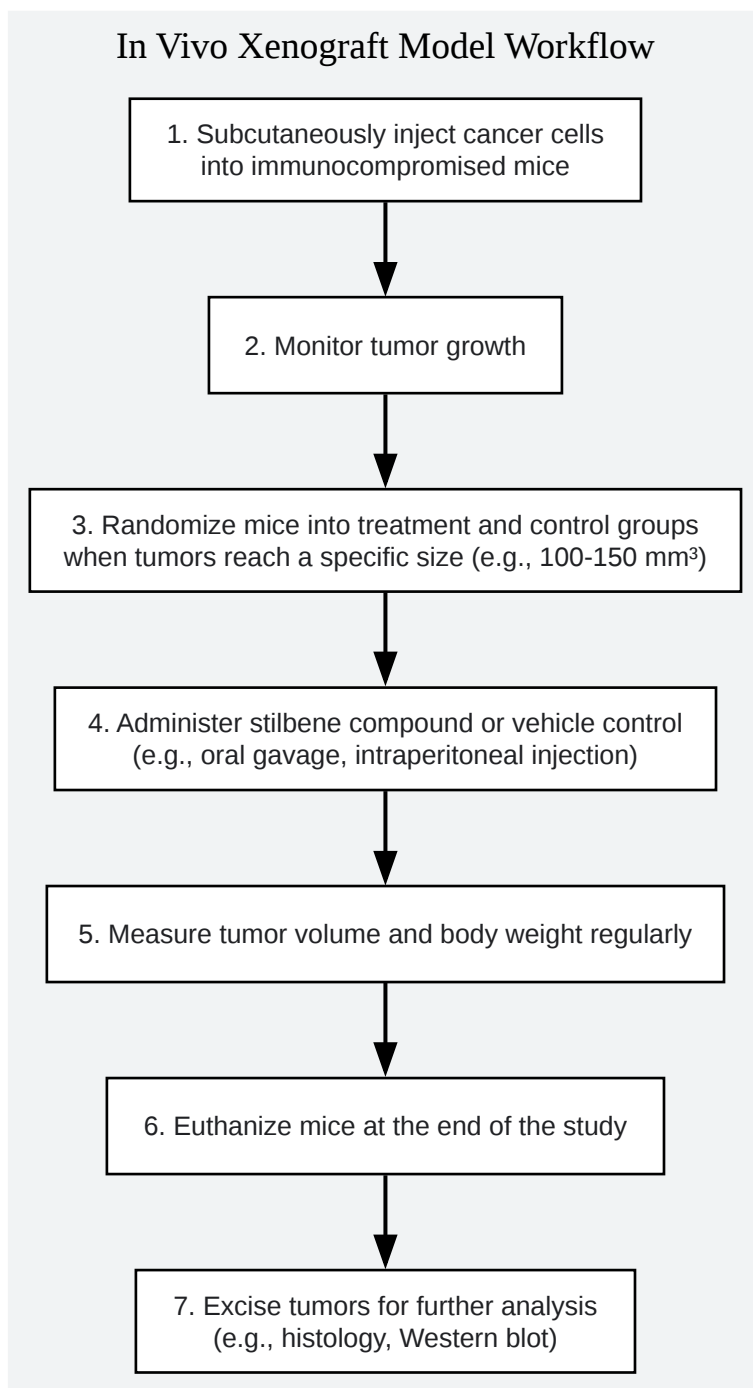 In Vivo Xenograft Model Workflow
1. Subcutaneously inject cancer cells
into immunocompromised mice
2. Monitor tumor growth
3. Randomize mice into treatment and control groups
when tumors reach a specific size (e.g., 100-150 mm³)
4. Administer stilbene compound or vehicle control
(e.g., oral gavage, intraperitoneal injection)
5. Measure tumor volume and body weight regularly
6. Euthanize mice at the end of the study
7. Excise tumors for further analysis
(e.g., histology, Western blot)